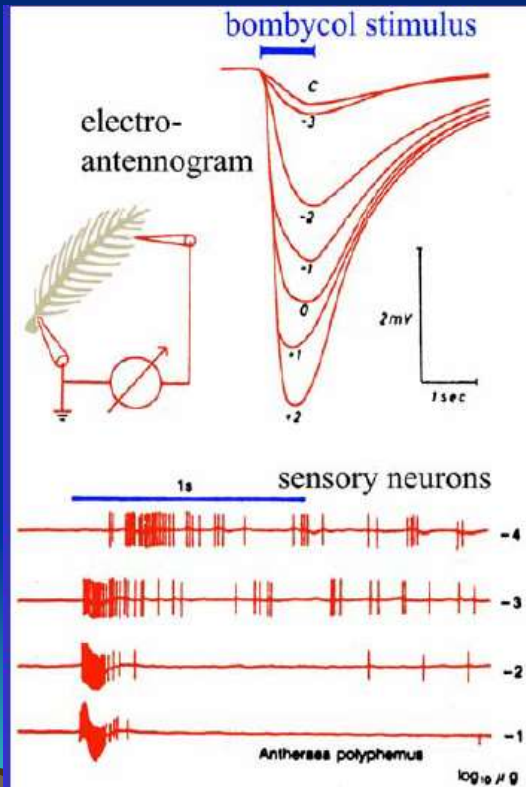 bombycol stimulus
electro-
antennogram
C
-3
-2
-1
0
+1
+2
2mV
1sec
sensory neurons
1s
-4
-3
-2
-1
Antheraea polyphemus
log10 μg